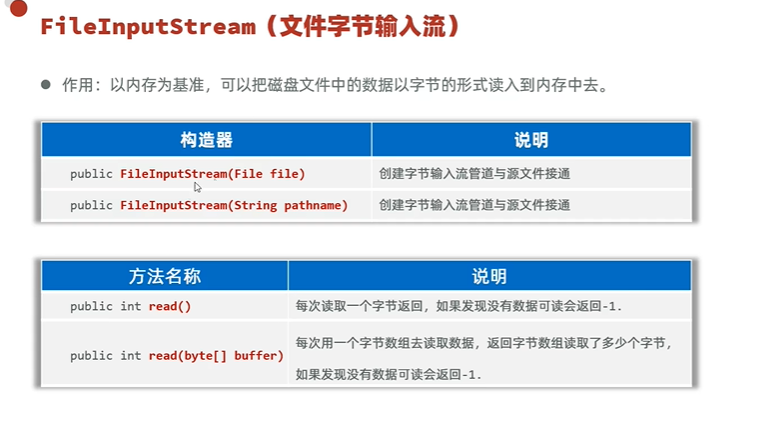 FileInputStream（文件字节输入流）
作用：以内存为基准，可以把磁盘文件中的数据以字节的形式读入到内存中去。
构造器 说明
public FileInputStream(File file) 创建字节输入流管道与源文件接通
public FileInputStream(String pathname) 创建字节输入流管道与源文件接通
方法名称 说明
public int read() 每次读取一个字节返回，如果发现没有数据可读会返回-1.
public int read(byte[] buffer) 每次用一个字节数组去读取数据，返回字节数组读取了多少个字节，
如果发现没有数据可读会返回-1.